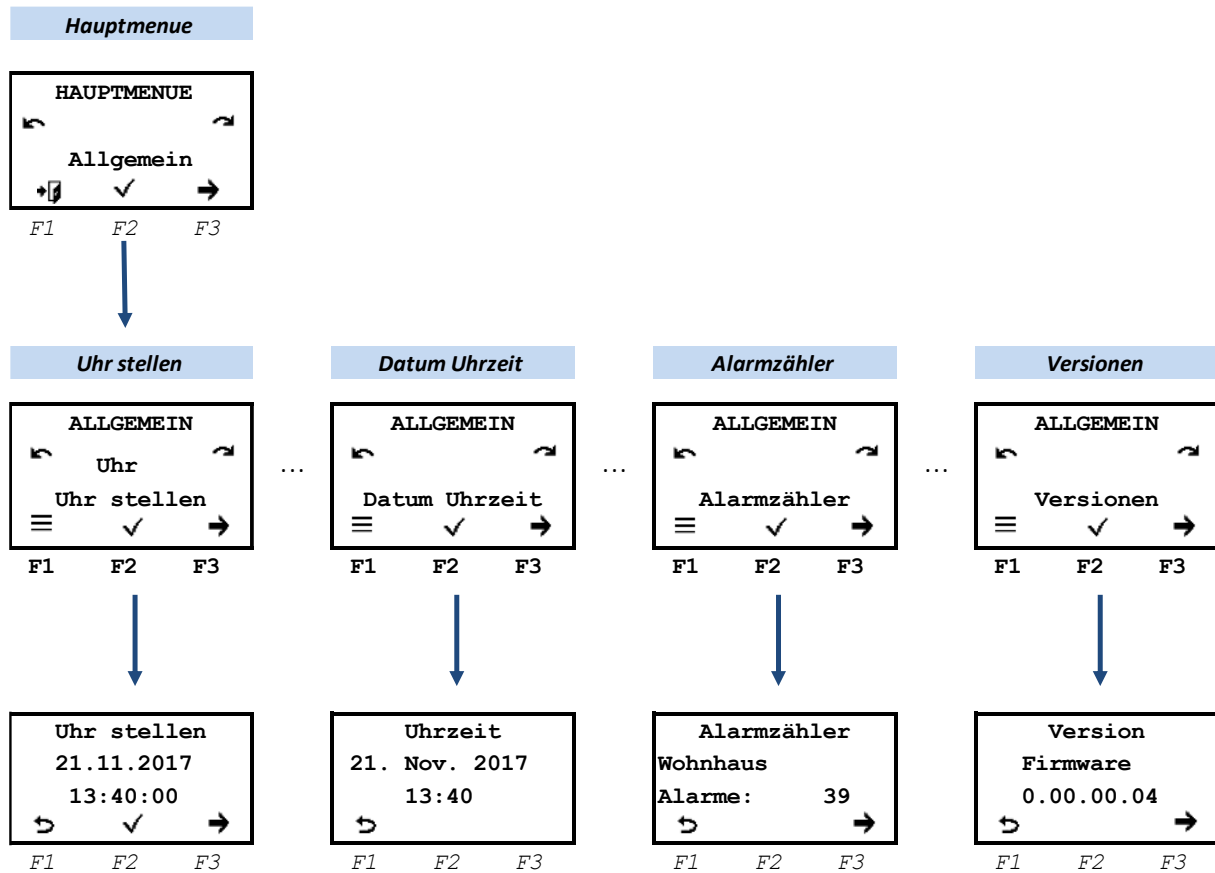 Hauptmenue
HAUPTMENUE
Allgemein
F1 F2 F3
Uhr stellen Datum Uhrzeit Alarmzähler Versionen
ALLGEMEIN ALLGEMEIN ALLGEMEIN ALLGEMEIN
Uhr
... ... ...
Uhr stellen Datum Uhrzeit Alarmzähler Versionen
F1 F2 F3 F1 F2 F3 F1 F2 F3 F1 F2 F3
Uhr stellen Uhrzeit Alarmzähler Version
21.11.2017 21. Nov. 2017 Wohnhaus Firmware
13:40:00 13:40 Alarme: 39 0.00.00.04
F1 F2 F3 F1 F2 F3 F1 F2 F3 F1 F2 F3